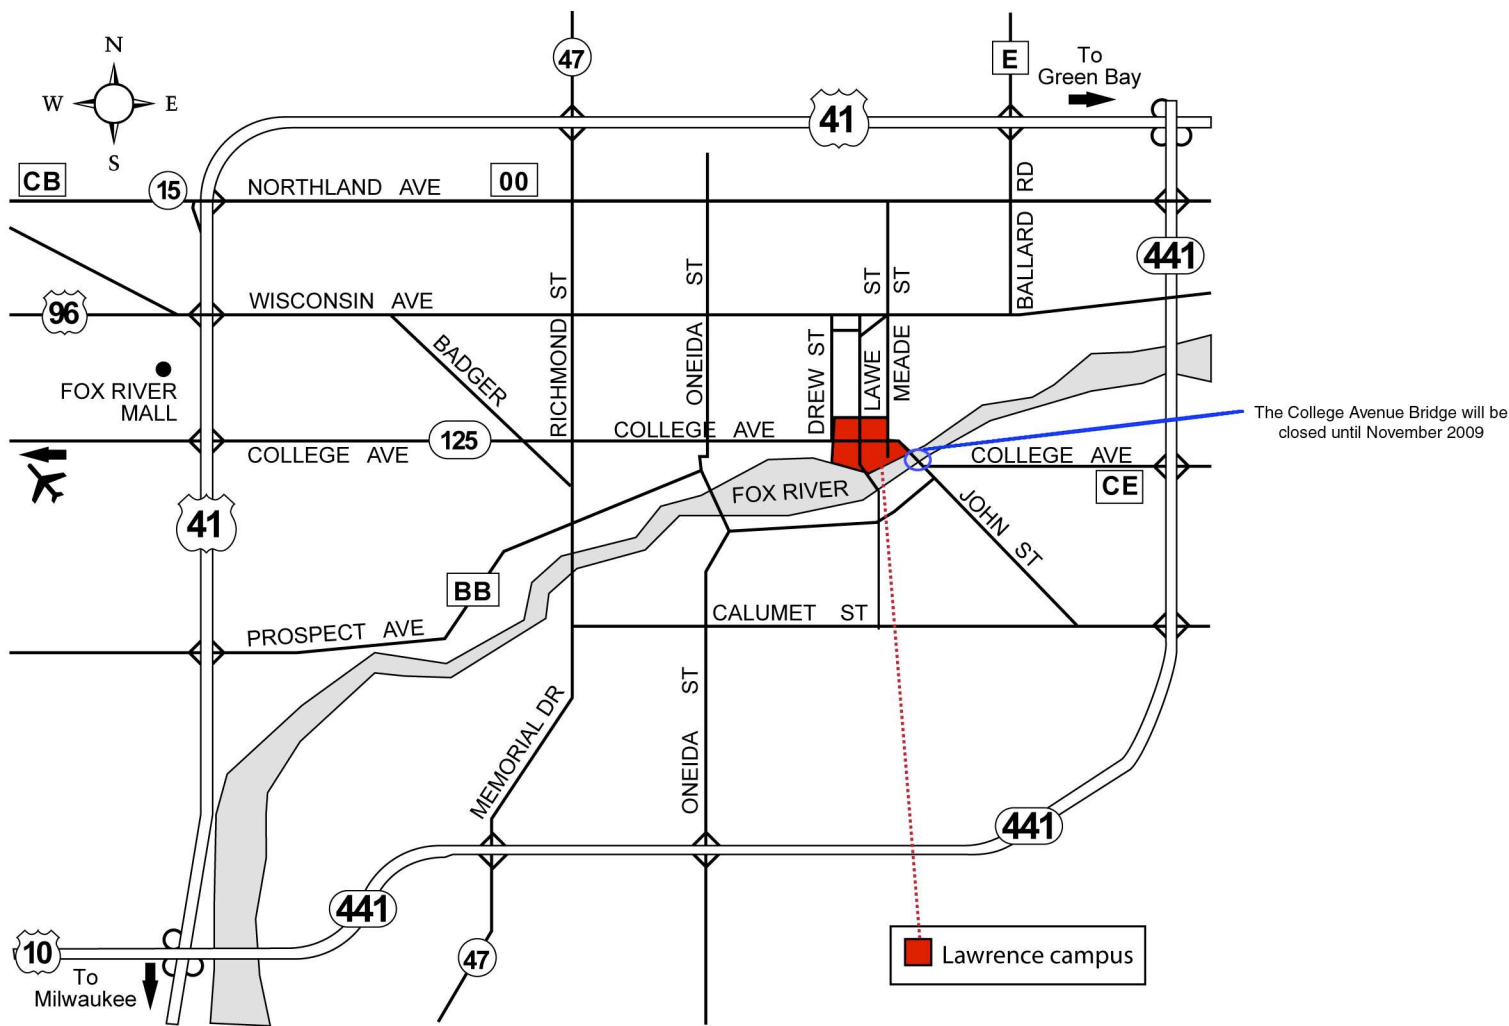 N
W
E
S
47
E
To
Green Bay
41
CB
15
NORTHLAND AVE
00
BALLARD RD
441
96
WISCONSIN AVE
RICHMOND ST
ONEIDA ST
DREW ST
LAWE ST
MEADE ST
BADGER
FOX RIVER
MALL
125
COLLEGE AVE
COLLEGE AVE
COLLEGE AVE
CE
The College Avenue Bridge will be
closed until November 2009
41
FOX RIVER
JOHN ST
BB
PROSPECT AVE
CALUMET ST
MEMORIAL DR
ONEIDA ST
441
441
10
To
Milwaukee
47
Lawrence campus